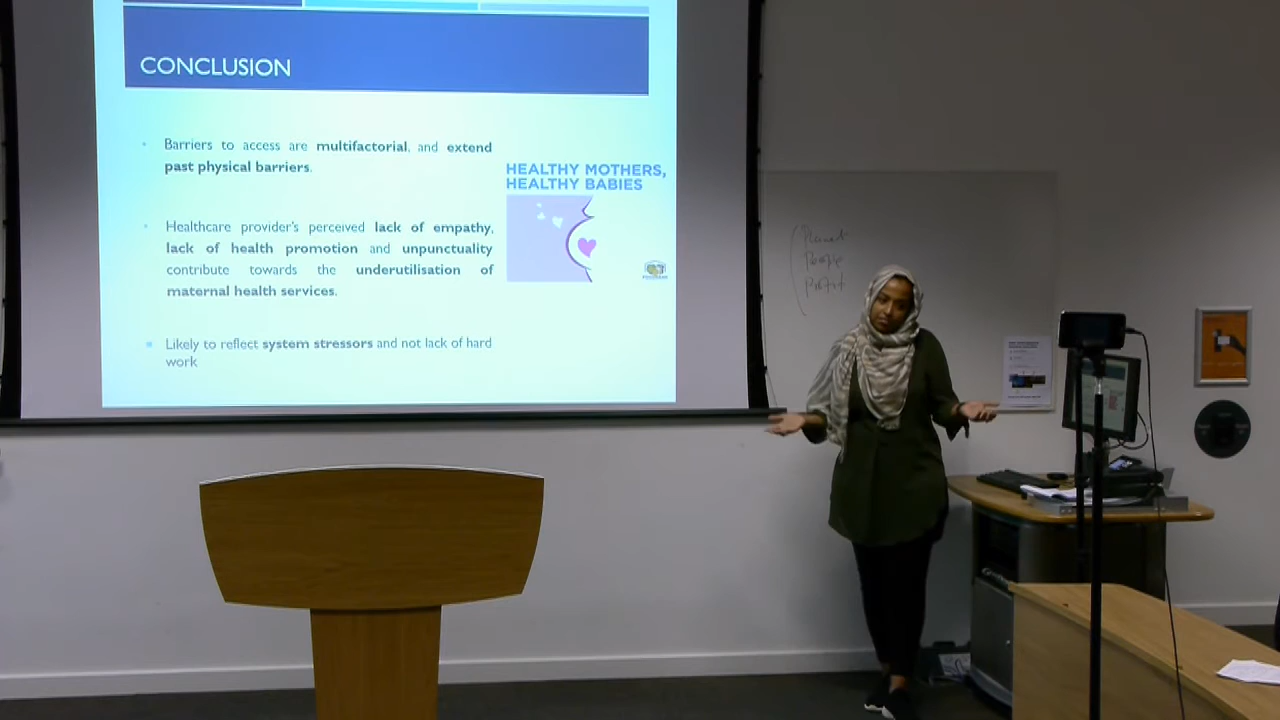 CONCLUSION
Barriers to access are multifactorial, and extend
past physical barriers.
Healthcare provider's perceived lack of empathy,
lack of health promotion and unpunctuality
contribute towards the underutilisation of
maternal health services.
Likely to reflect system stressors and not lack of hard
work
HEALTHY MOTHERS,
HEALTHY BABIES
People
Profit